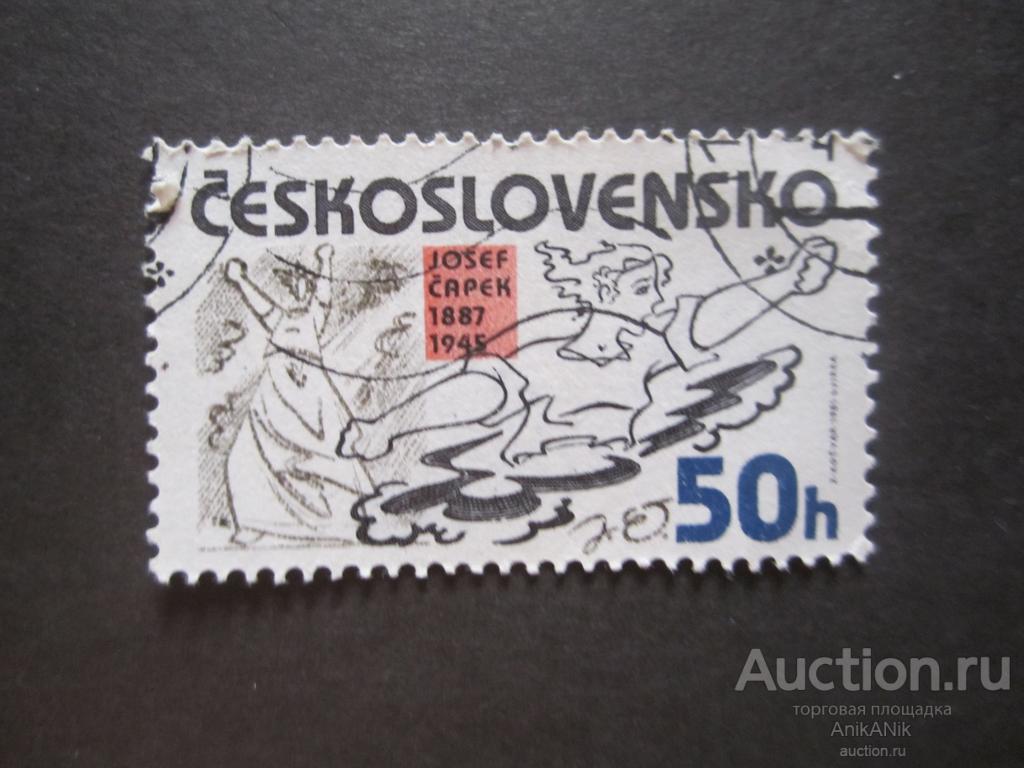 ČESKOSLOVENSKO
JOSEF
ČAPEK
1887
1945
50h
Auction.ru
торговая площадка
AnikANik
auction.ru